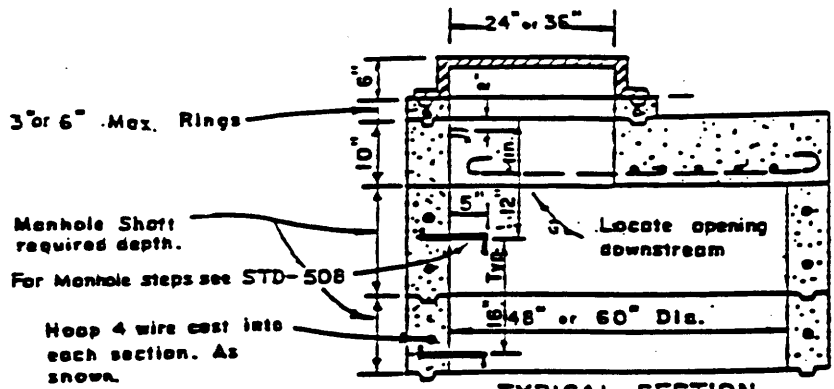 24" or 36"
6"
3" or 6" Max. Rings
10"
Min.
5"
12"
Manhole Shaft
required depth.
Locate opening
downstream
For Manhole steps see STD-508
Typ.
16"
48" or 60" Dia.
Hoop 4 wire cast into
each section. As
shown.
TYPICAL SECTION